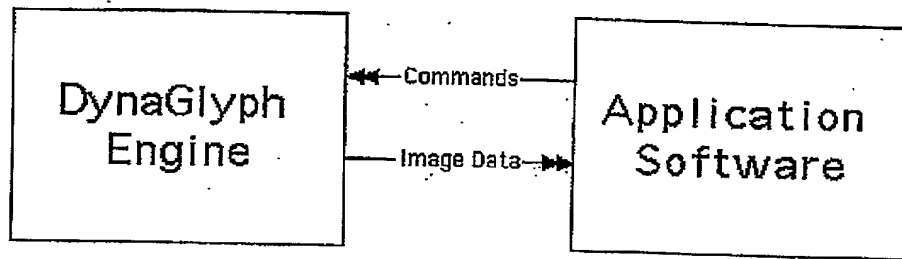 DynaGlyph
Engine
Commands
Image Data
Application
Software